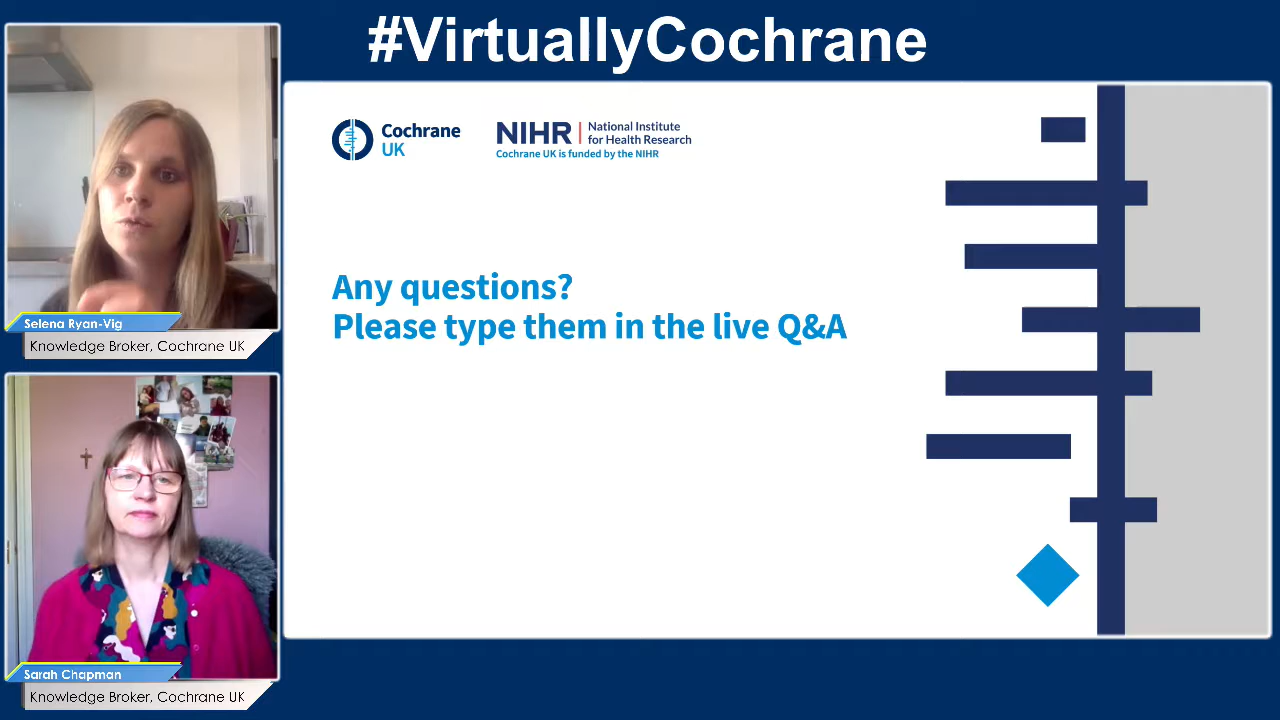 #VirtuallyCochrane
Cochrane
UK
NIHR | National Institute
for Health Research
Cochrane UK is funded by the NIHR
Any questions?
Please type them in the live Q&A
Selena Ryan-Vig
Knowledge Broker, Cochrane UK
Sarah Chapman
Knowledge Broker, Cochrane UK